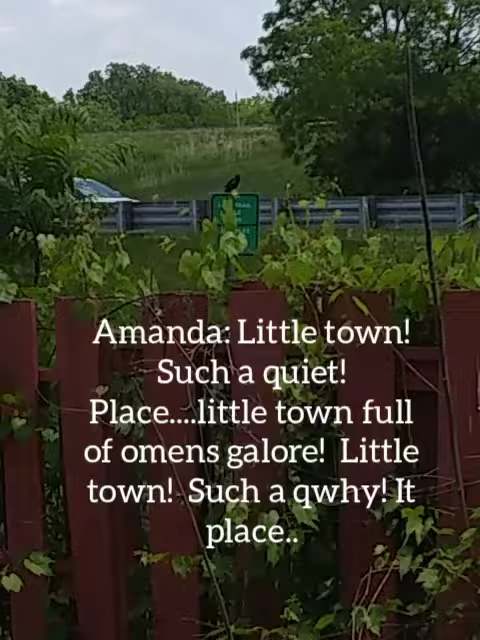 Amanda: Little town!
Such a quiet!
Place....little town full
of omens galore!  Little
town!  Such a qwhy! It
place..